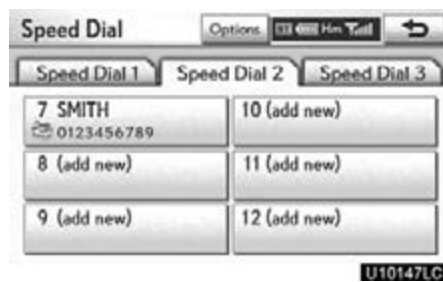 Speed Dial Options Hm
Speed Dial 1 Speed Dial 2 Speed Dial 3
7 SMITH 10 (add new)
0123456789
8 (add new) 11 (add new)
9 (add new) 12 (add new)
U10147LC